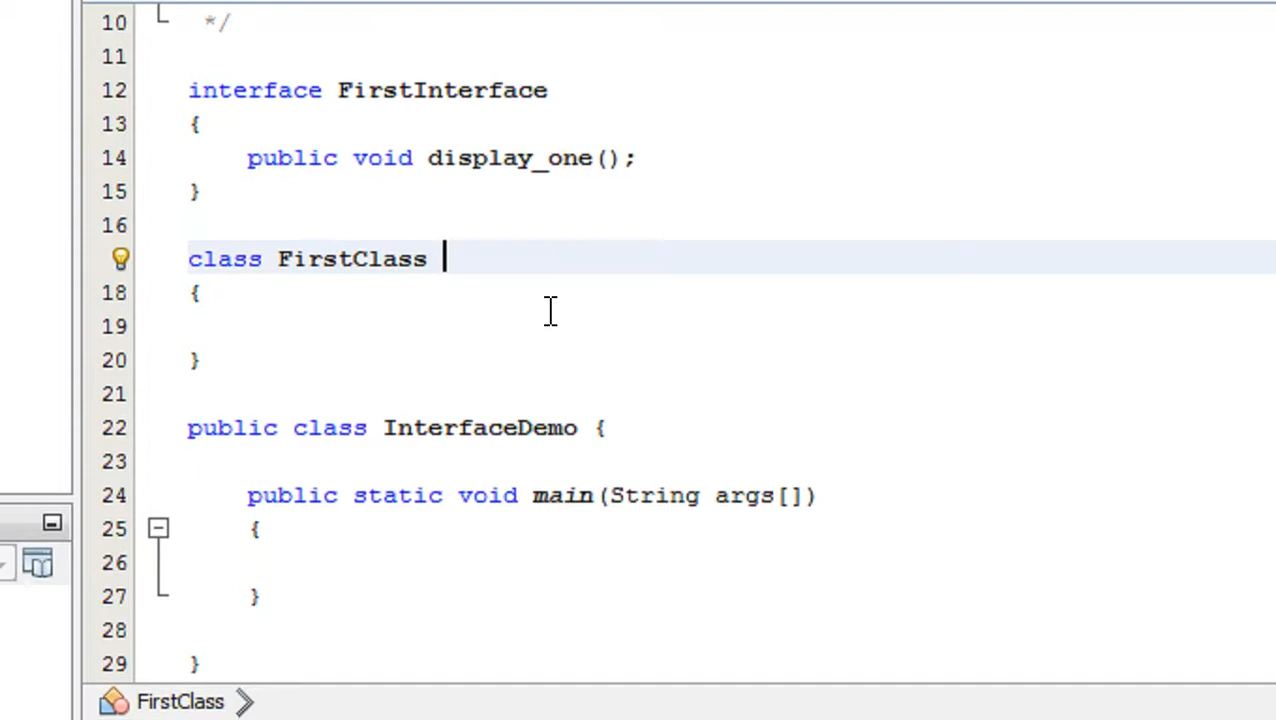 10 */
11
12 interface FirstInterface
13 {
14 public void display_one();
15 }
16
class FirstClass
18 {
19
20 }
21
22 public class InterfaceDemo {
23
24 public static void main(String args[])
25 {
26
27 }
28
29 }
FirstClass